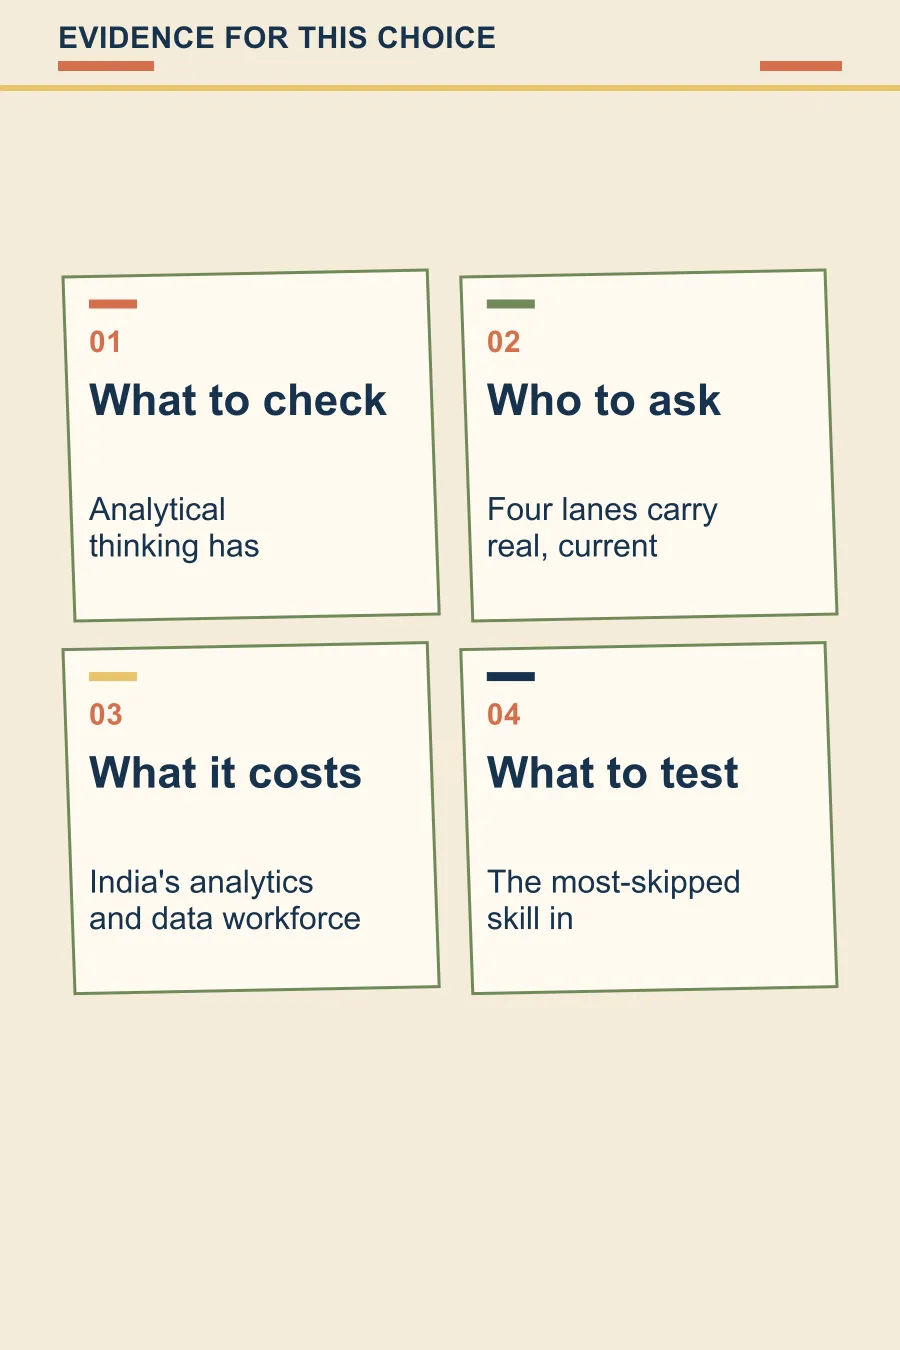 EVIDENCE FOR THIS CHOICE
01
What to check
Analytical
thinking has
02
Who to ask
Four lanes carry
real, current
03
What it costs
India's analytics
and data workforce
04
What to test
The most-skipped
skill in